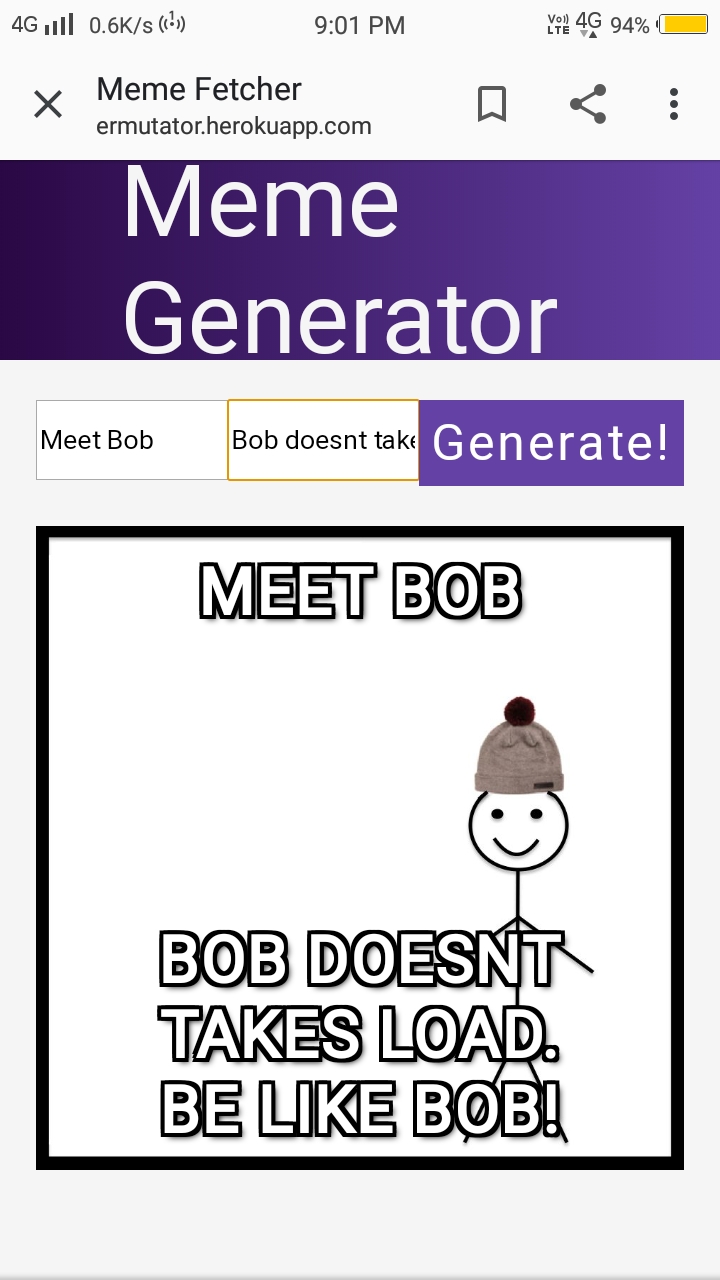 4G 0.6K/s 1 9:01 PM Vo) LTE 4G 94%
Meme Fetcher
ermutator.herokuapp.com
Meme
Generator
Meet Bob Bob doesnt take Generate!
MEET BOB
BOB DOESNT
TAKES LOAD.
BE LIKE BOB!